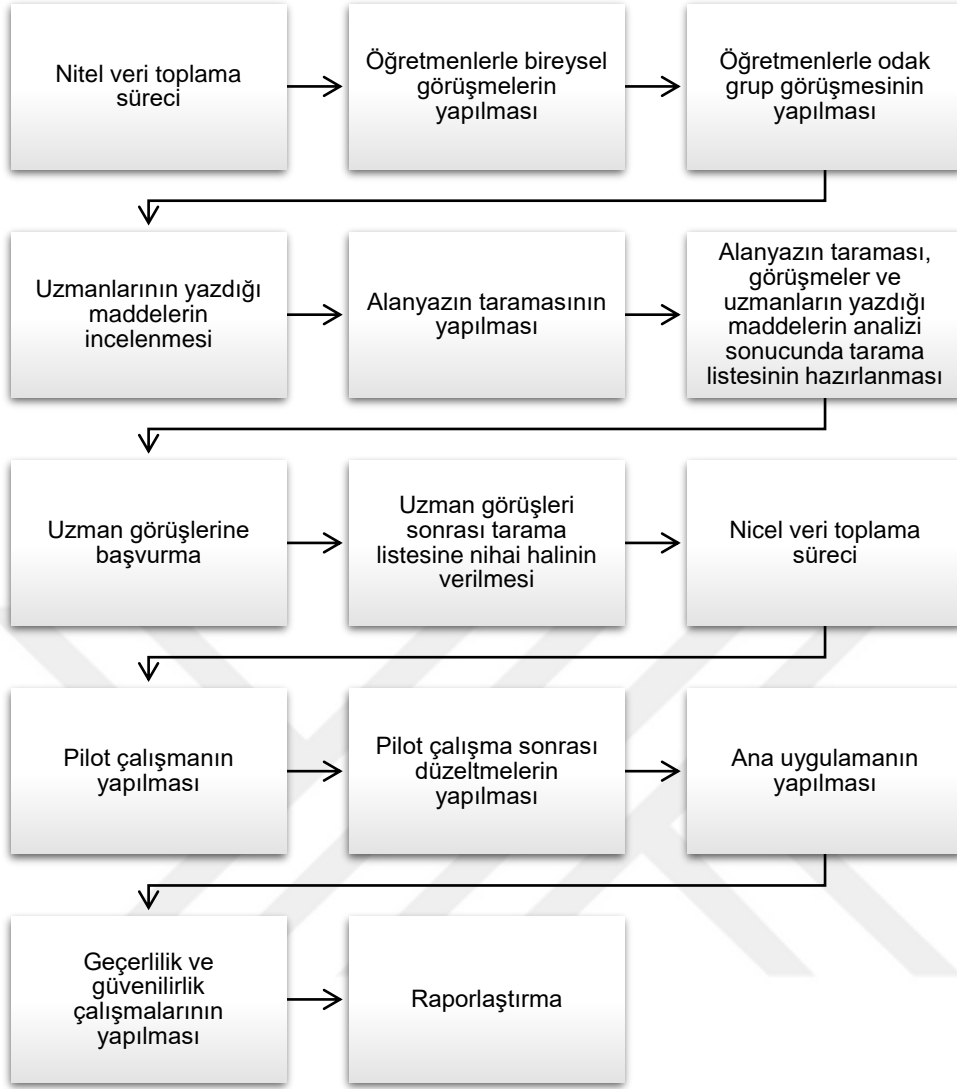 Nitel veri toplama
süreci
Öğretmenlerle bireysel
görüşmelerin
yapılması
Öğretmenlerle odak
grup görüşmesinin
yapılması
Uzmanlarının yazdığı
maddelerin
incelenmesi
Alanyazın taramasının
yapılması
Alanyazın taraması,
görüşmeler ve
uzmanların yazdığı
maddelerin analizi
sonucunda tarama
listesinin hazırlanması
Uzman görüşlerine
başvurma
Uzman görüşleri
sonrası tarama
listesine nihai halinin
verilmesi
Nicel veri toplama
süreci
Pilot çalışmanın
yapılması
Pilot çalışma sonrası
düzeltmelerin
yapılması
Ana uygulamanın
yapılması
Geçerlilik ve
güvenilirlik
çalışmalarının
yapılması
Raporlaştırma